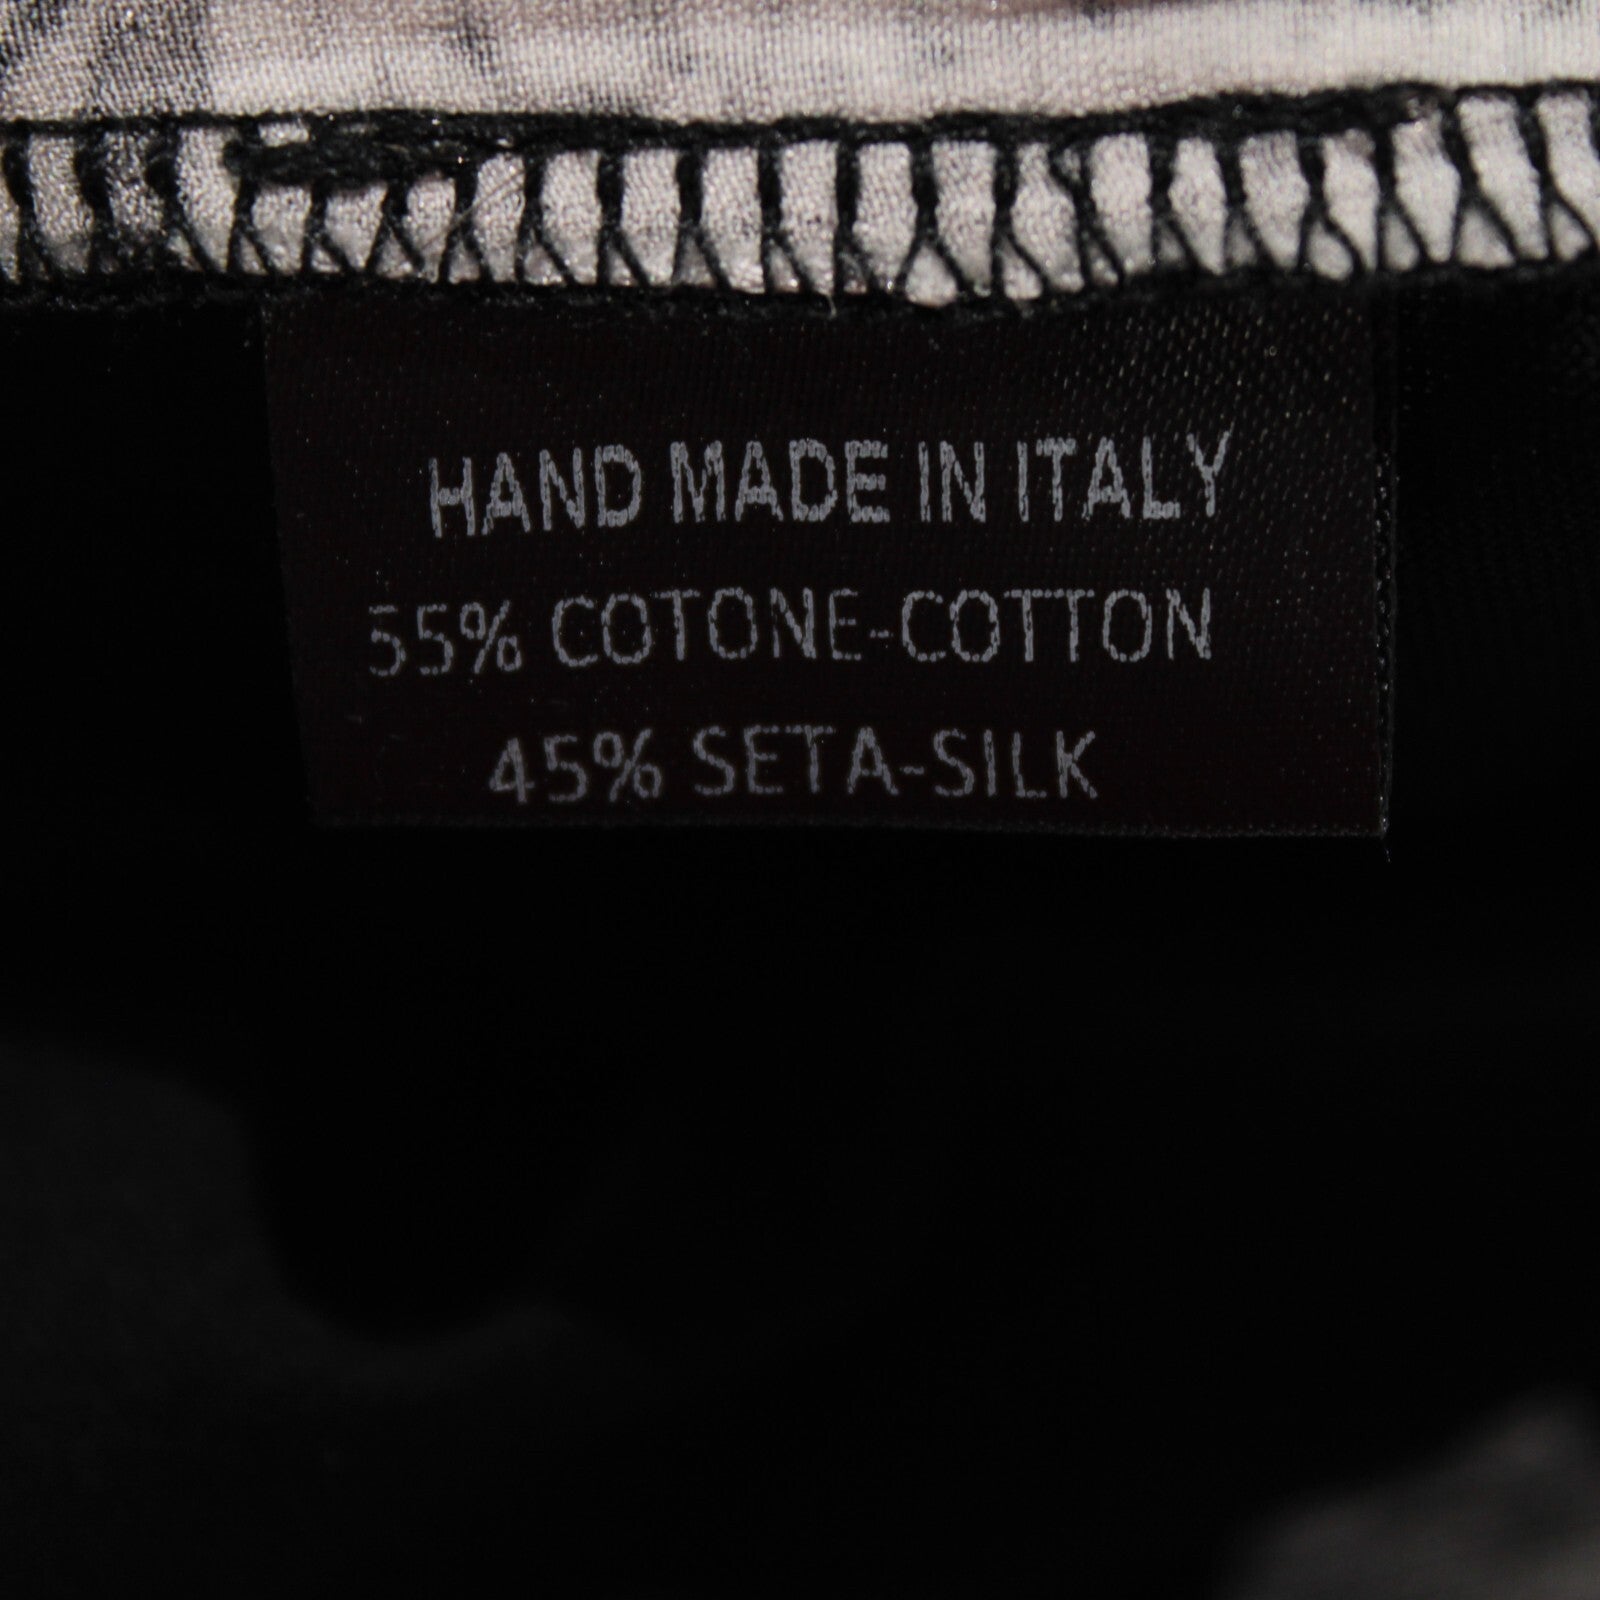 HAND MADE IN ITALY
55% COTONE-COTTON
45% SETA-SILK